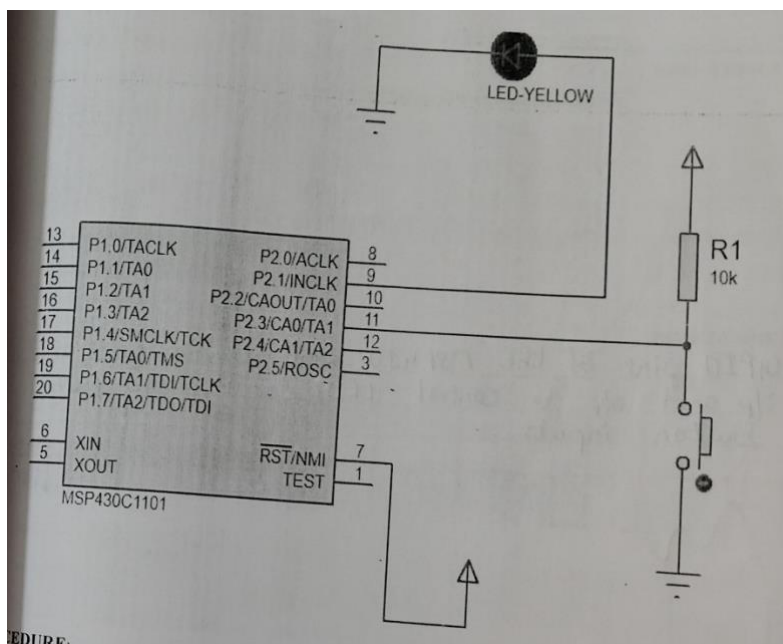 LED-YELLOW
R1
10k
13
P1.0/TACLK
14
P1.1/TA0
15
P1.2/TA1
16
P1.3/TA2
17
P1.4/SMCLK/TCK
18
P1.5/TA0/TMS
19
P1.6/TA1/TDI/TCLK
20
P1.7/TA2/TDO/TDI
6
XIN
5
XOUT
P2.0/ACLK
8
P2.1/INCLK
9
P2.2/CAOUT/TA0
10
P2.3/CA0/TA1
11
P2.4/CA1/TA2
12
P2.5/ROSC
3
RST/NMI
7
TEST
1
MSP430C1101
CEDURE: